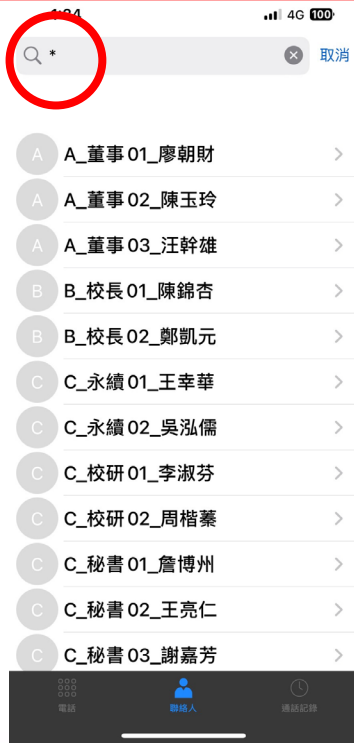 1:24
4G 100
*
取消
A A_董事01_廖朝財
A A_董事02_陳玉玲
A A_董事03_汪幹雄
B B_校長01_陳錦杏
B B_校長02_鄭凱元
C C_永續01_王幸華
C C_永續02_吳泓儒
C C_校研01_李淑芬
C C_校研02_周楷蓁
C C_秘書01_詹博州
C C_秘書02_王亮仁
C C_秘書03_謝嘉芳
電話
聯絡人
通話記錄